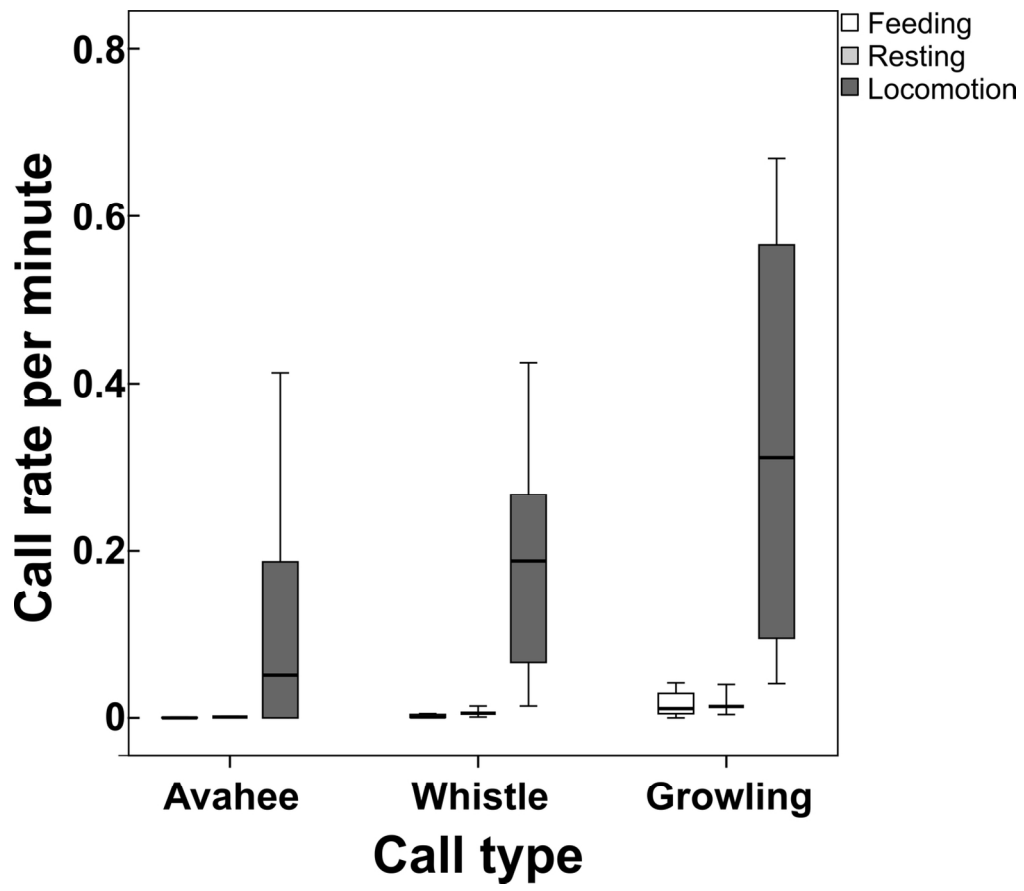 Feeding
Resting
Locomotion
Call rate per minute
0.8
0.6
0.4
0.2
0
Avahee Whistle Growling
Call type